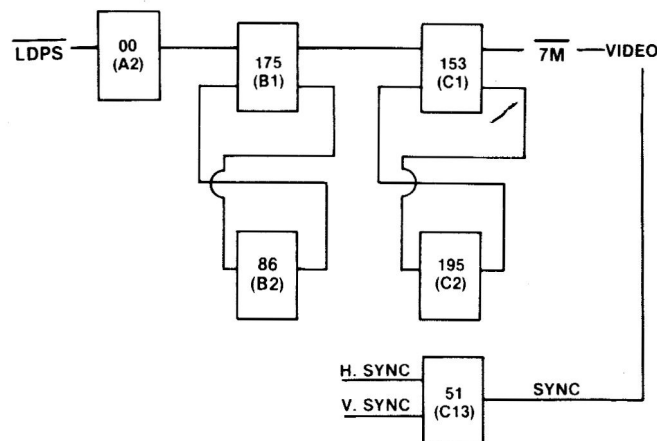 LDPS
00
(A2)
175
(B1)
153
(C1)
7M
VIDEO
86
(B2)
195
(C2)
H. SYNC
V. SYNC
51
(C13)
SYNC